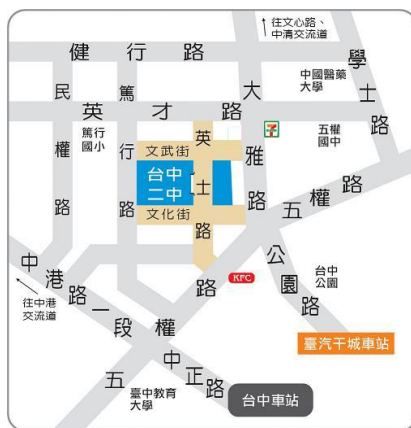 往文心路、
中清交流道
健行路
學士路
中國醫藥
大學
大雅路
民權路
篤行路
英才路
7
篤行
國小
英士路
五權
國中
文武街
台中
二中
文化街
五權路
公園路
台中
公園
KFC
中港路一段
往中港
交流道
臺汽干城車站
中正路
臺中教育
大學
台中車站